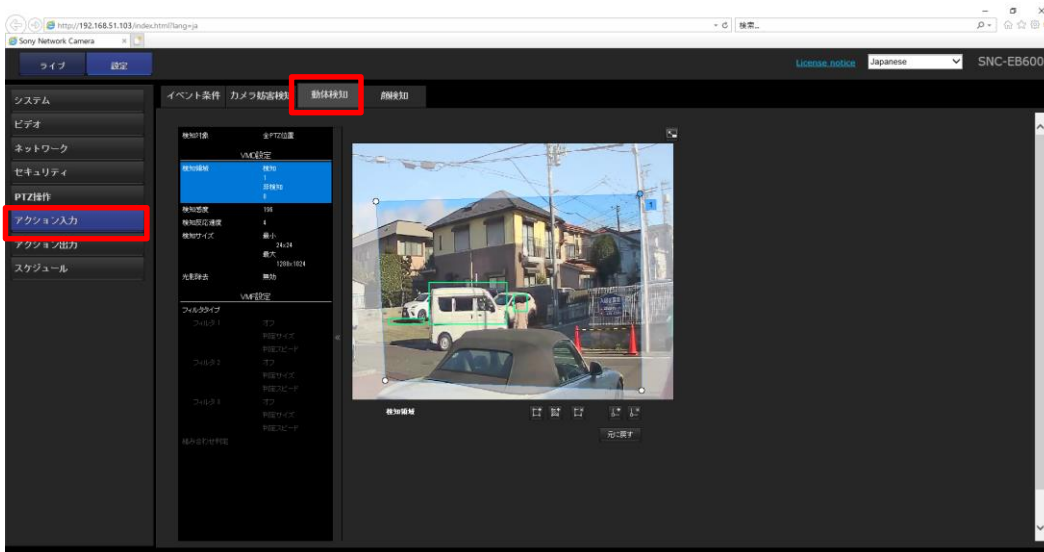 http://192.168.51.103/index.html?lang=ja
検索...
Sony Network Camera
ライブ 設定
License notice Japanese SNC-EB600
システム
ビデオ
ネットワーク
セキュリティ
PTZ操作
アクション入力
アクション出力
スケジュール
イベント条件 カメラ妨害検知 動体検知 顔検知
検知対象 全PTZ位置
VMD設定
検知領域 検知
1
非検知
0
検知感度
検知反応速度 4
検知サイズ 最小
24x24
最大
1280x1024
光影除去 無効
VMF設定
フィルタタイプ
フィルタ1 オフ
判定サイズ
判定スピード
フィルタ2 オフ
判定サイズ
判定スピード
フィルタ3 オフ
判定サイズ
判定スピード
組み合わせ判定
1
検知領域
元に戻す